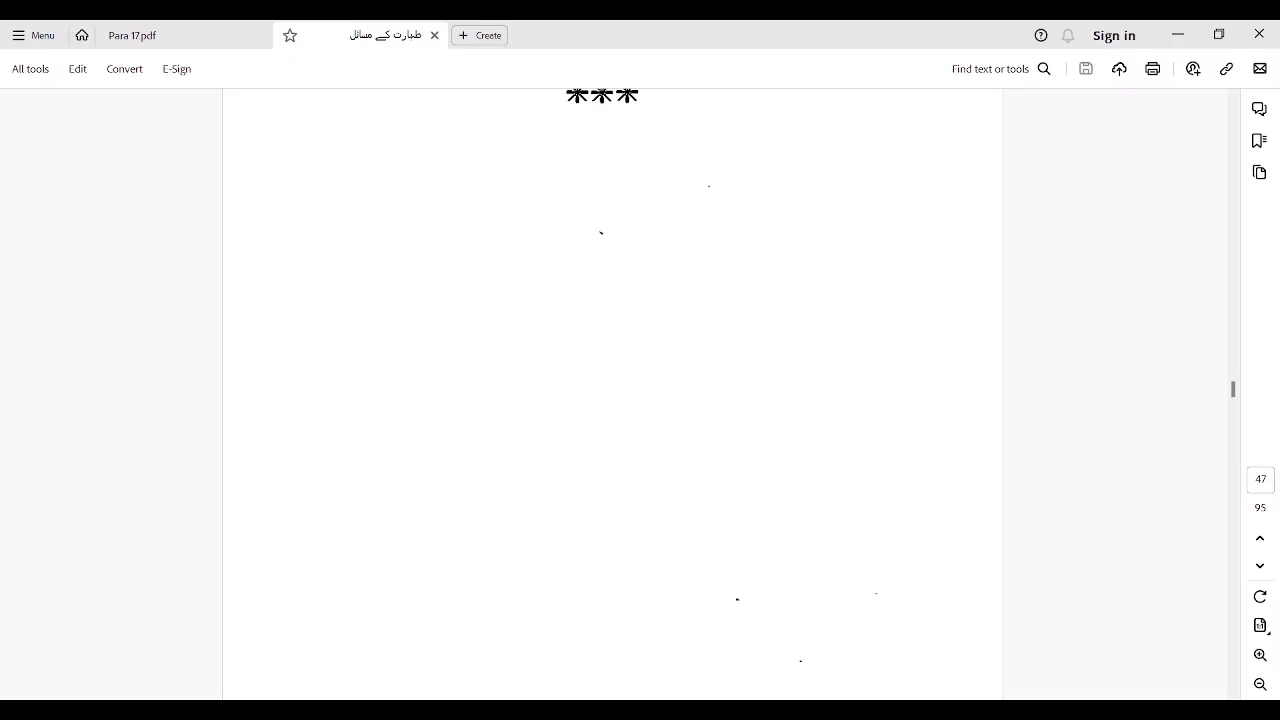 Menu
Para 17.pdf
طہارت کے مسائل
Create
Sign in
All tools
Edit
Convert
E-Sign
Find text or tools
***
47
95